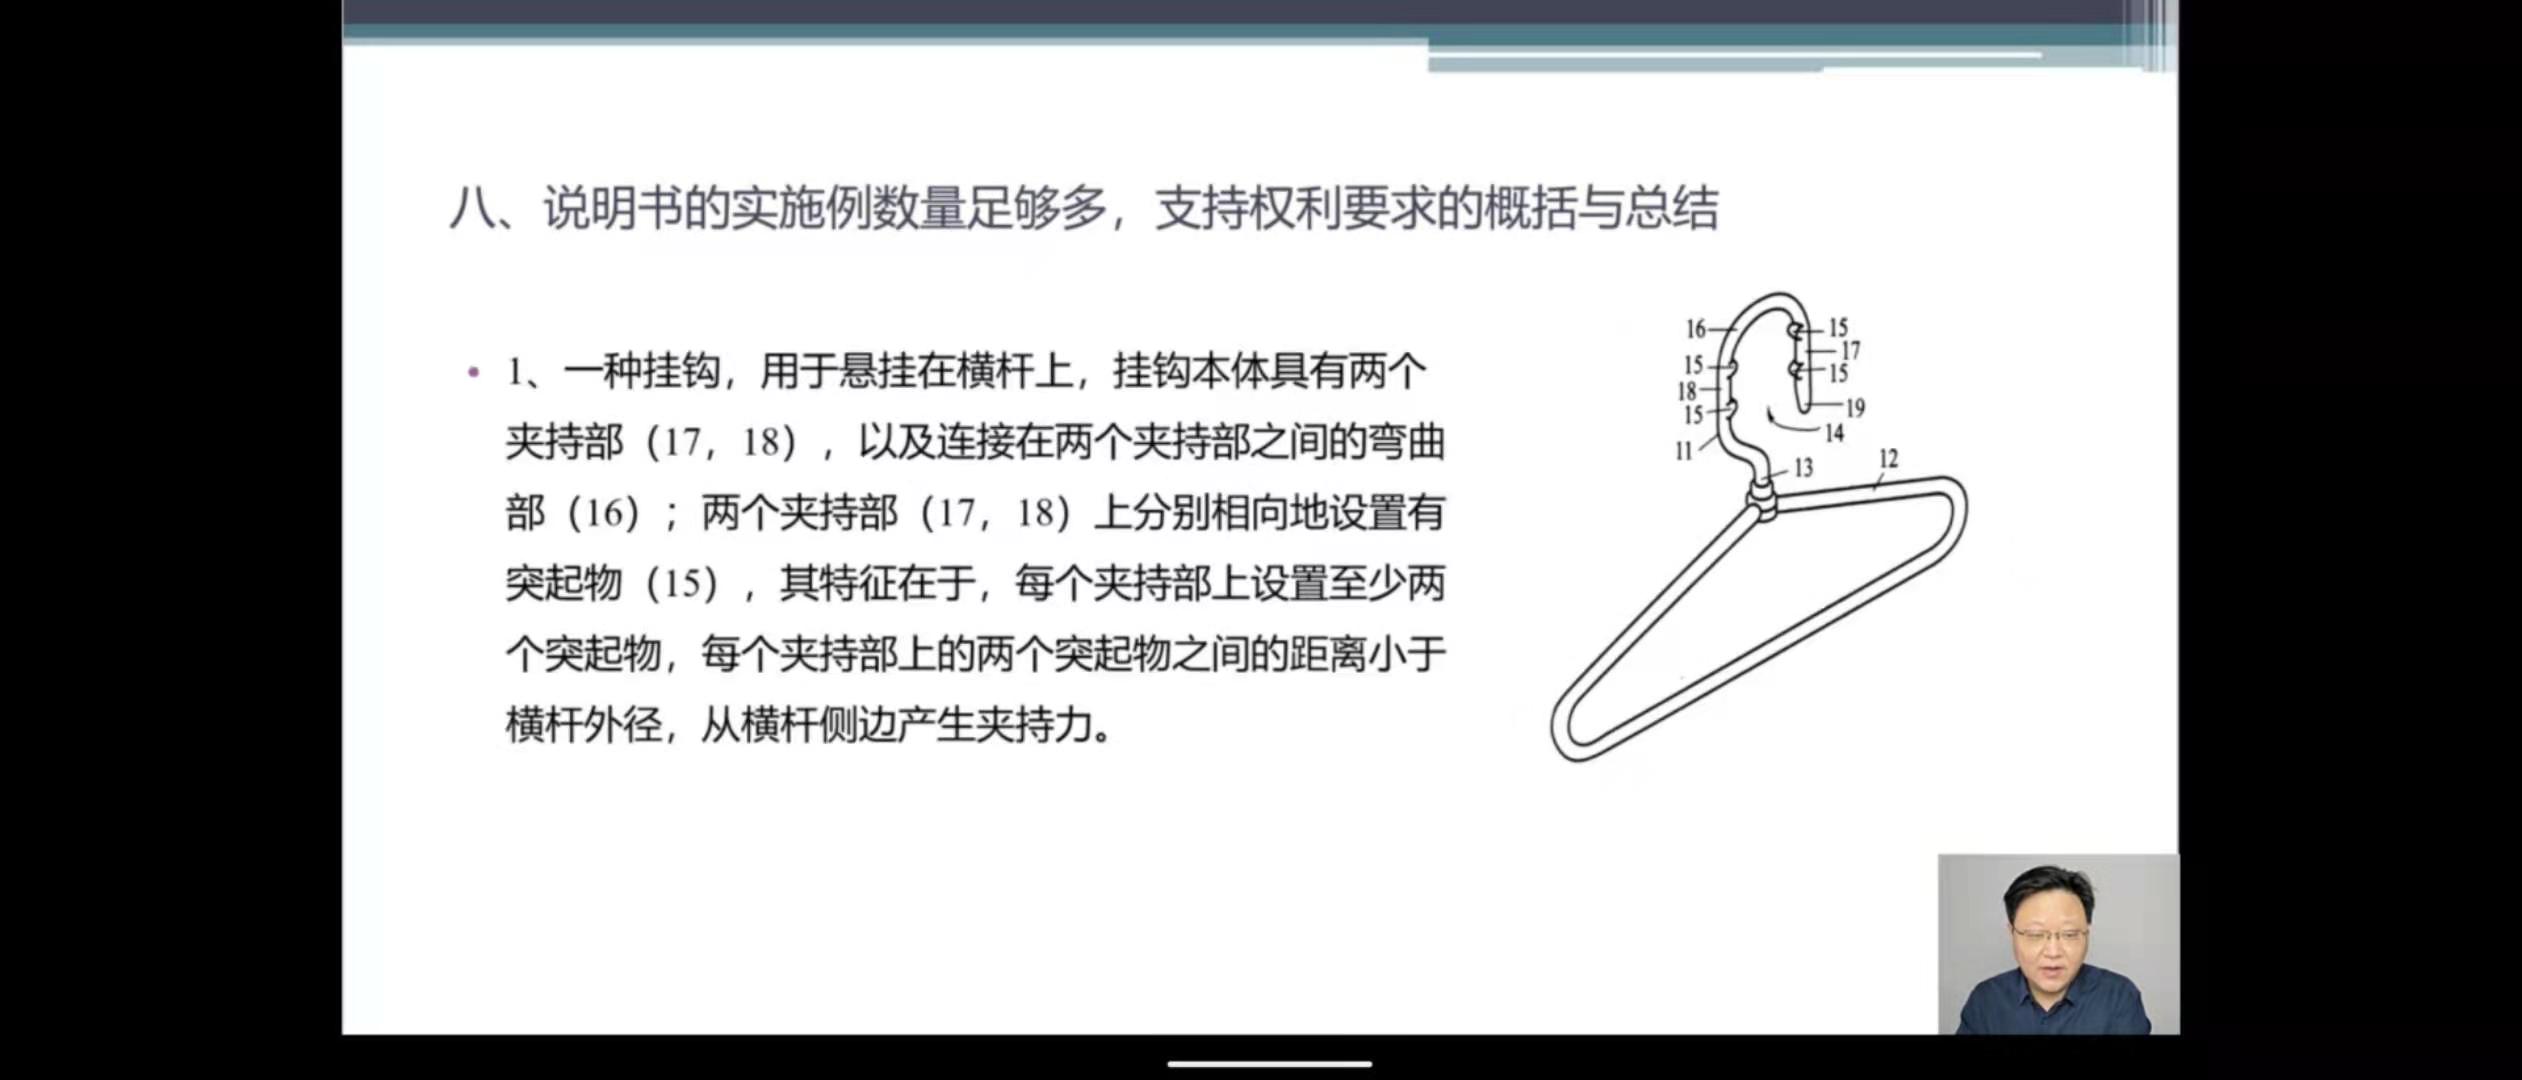 八、说明书的实施例数量足够多，支持权利要求的概括与总结
• 1、一种挂钩，用于悬挂在横杆上，挂钩本体具有两个
夹持部（17，18），以及连接在两个夹持部之间的弯曲
部（16）；两个夹持部（17，18）上分别相向地设置有
突起物（15），其特征在于，每个夹持部上设置至少两
个突起物，每个夹持部上的两个突起物之间的距离小于
横杆外径，从横杆侧边产生夹持力。
16
15
17
15
15
18
19
15
14
11
13
12